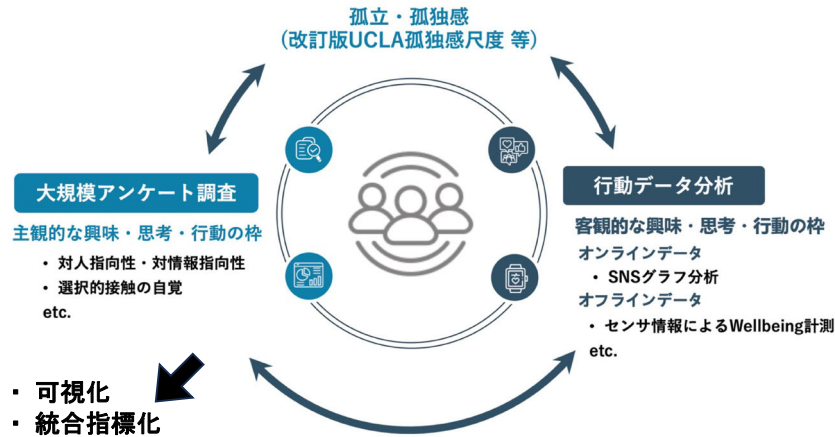 孤立・孤独感
（改訂版UCLA孤独感尺度 等）
大規模アンケート調査
主観的な興味・思考・行動の枠
・ 対人指向性・対情報指向性
・ 選択的接触の自覚
etc.
行動データ分析
客観的な興味・思考・行動の枠
オンラインデータ
・ SNSグラフ分析
オフラインデータ
・ センサ情報によるWellbeing計測
etc.
・ 可視化
・ 統合指標化